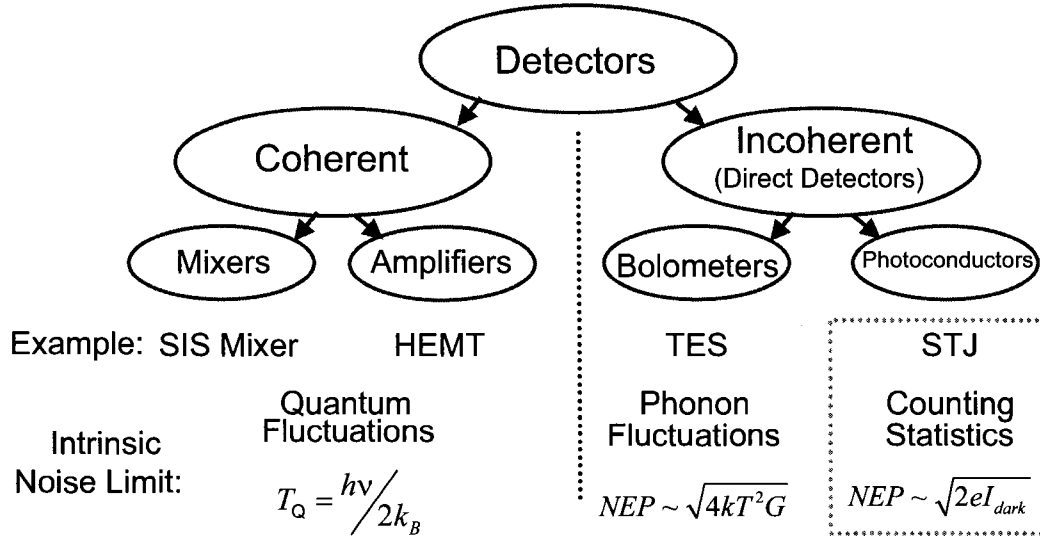 Detectors
Coherent
Incoherent
(Direct Detectors)
Mixers
Amplifiers
Bolometers
Photoconductors
Example: SIS Mixer HEMT TES STJ
Quantum
Fluctuations
Phonon
Fluctuations
Counting
Statistics
Intrinsic
Noise Limit:
T_Q = hν/2k_B
NEP ~ √4kT²G
NEP ~ √2eI_dark